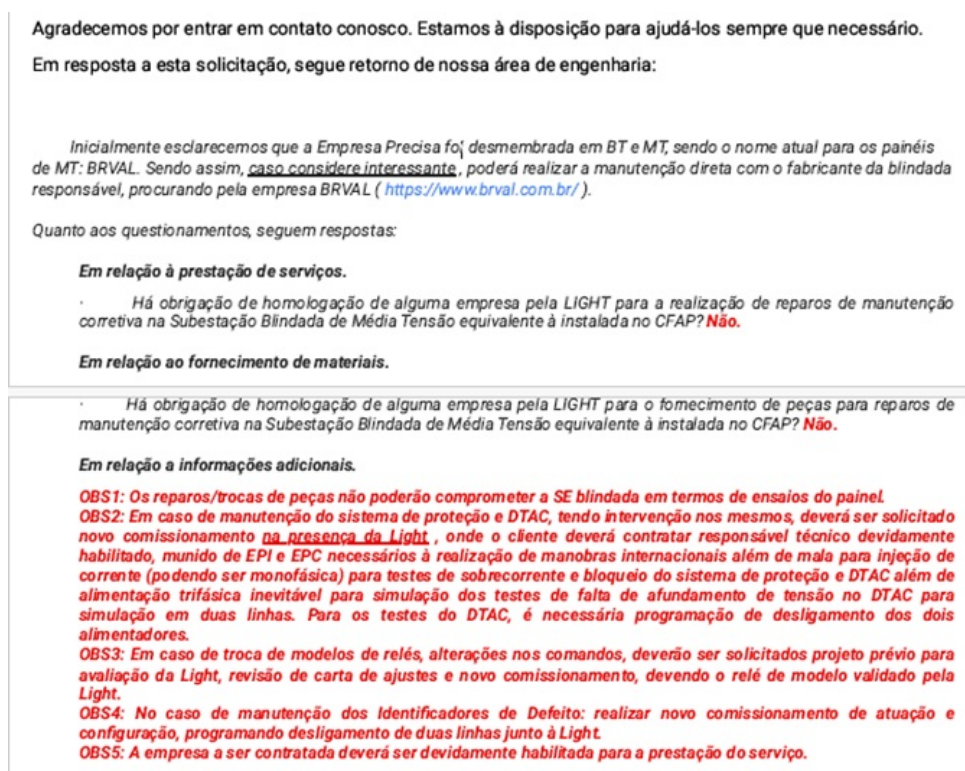 Agradecemos por entrar em contato conosco. Estamos à disposição para ajudá-los sempre que necessário.
Em resposta a esta solicitação, segue retorno de nossa área de engenharia:
Inicialmente esclarecemos que a Empresa Precisa foi desmembrada em BT e MT, sendo o nome atual para os painéis
de MT: BRVAL. Sendo assim, caso considere interessante, poderá realizar a manutenção direta com o fabricante da blindada
responsável, procurando pela empresa BRVAL ( https://www.brval.com.br/ ).
Quanto aos questionamentos, seguem respostas:
Em relação à prestação de serviços.
· Há obrigação de homologação de alguma empresa pela LIGHT para a realização de reparos de manutenção
corretiva na Subestação Blindada de Média Tensão equivalente à instalada no CFAP? Não.
Em relação ao fornecimento de materiais.
· Há obrigação de homologação de alguma empresa pela LIGHT para o fornecimento de peças para reparos de
manutenção corretiva na Subestação Blindada de Média Tensão equivalente à instalada no CFAP? Não.
Em relação a informações adicionais.
OBS1: Os reparos/trocas de peças não poderão comprometer a SE blindada em termos de ensaios do painel.
OBS2: Em caso de manutenção do sistema de proteção e DTAC, tendo intervenção nos mesmos, deverá ser solicitado
novo comissionamento na presença da Light , onde o cliente deverá contratar responsável técnico devidamente
habilitado, munido de EPI e EPC necessários à realização de manobras internacionais além de mala para injeção de
corrente (podendo ser monofásica) para testes de sobrecorrente e bloqueio do sistema de proteção e DTAC além de
alimentação trifásica inevitável para simulação dos testes de falta de afundamento de tensão no DTAC para
simulação em duas linhas. Para os testes do DTAC, é necessária programação de desligamento dos dois
alimentadores.
OBS3: Em caso de troca de modelos de relés, alterações nos comandos, deverão ser solicitados projeto prévio para
avaliação da Light, revisão de carta de ajustes e novo comissionamento, devendo o relé de modelo validado pela
Light.
OBS4: No caso de manutenção dos Identificadores de Defeito: realizar novo comissionamento de atuação e
configuração, programando desligamento de duas linhas junto à Light.
OBS5: A empresa a ser contratada deverá ser devidamente habilitada para a prestação do serviço.